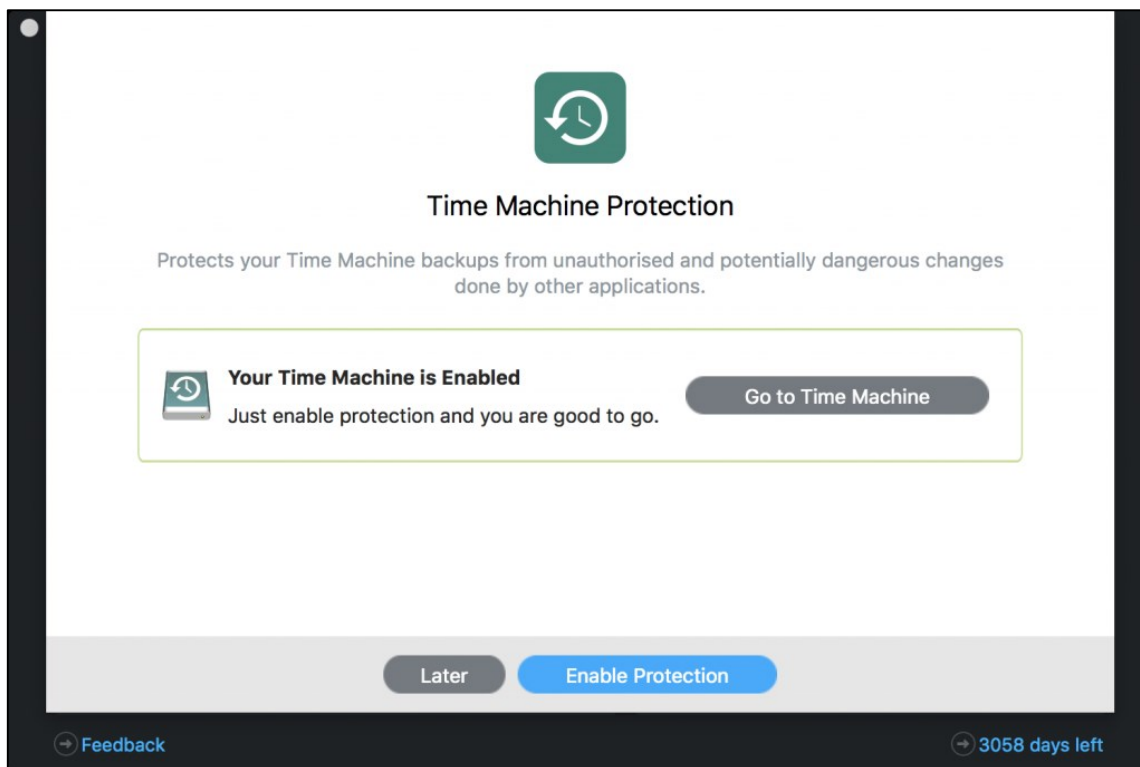 Time Machine Protection
Protects your Time Machine backups from unauthorised and potentially dangerous changes
done by other applications.
Your Time Machine is Enabled
Just enable protection and you are good to go.
Go to Time Machine
Later
Enable Protection
Feedback
3058 days left